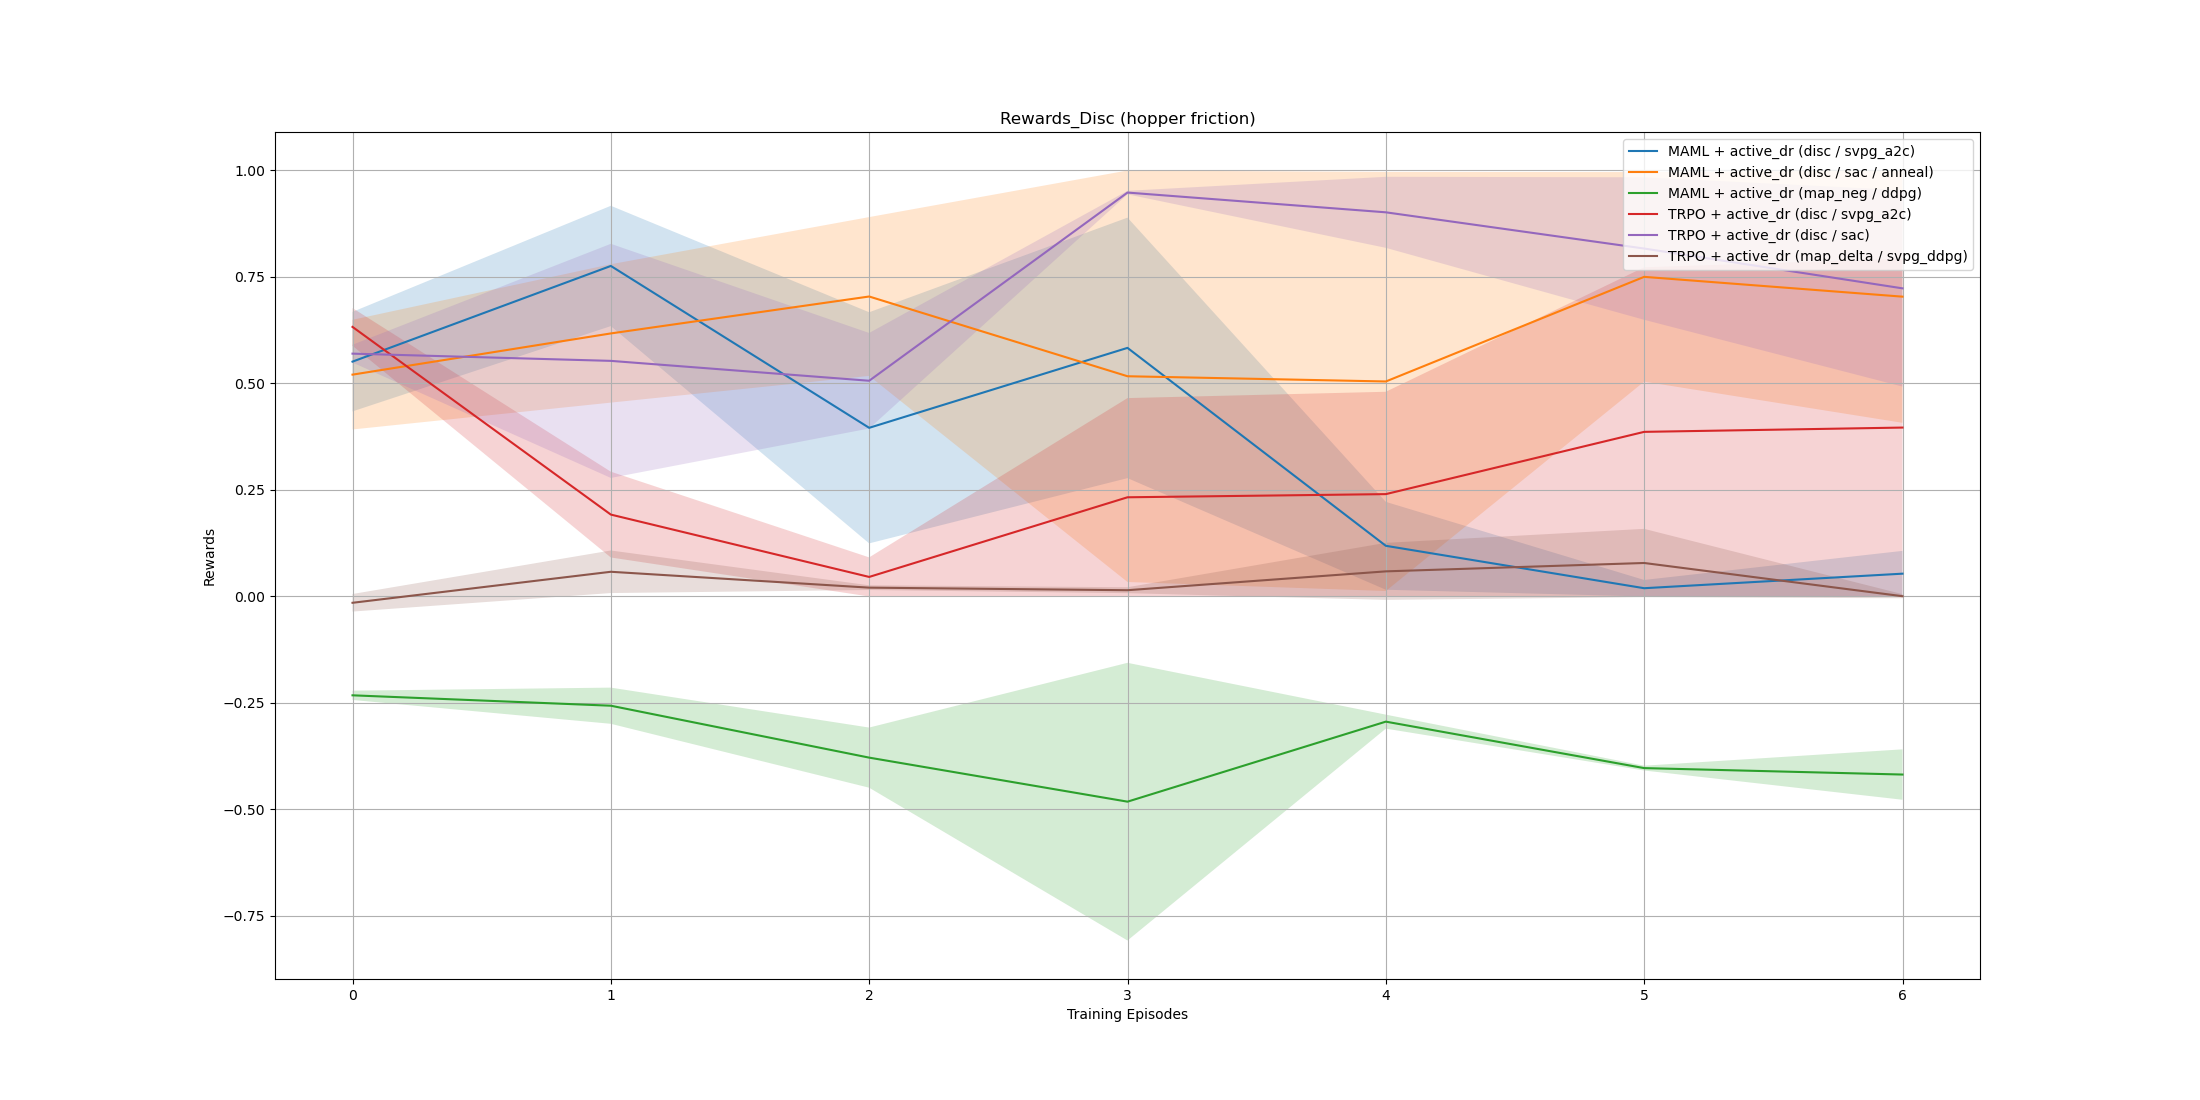 Rewards_Disc (hopper friction)
MAML + active_dr (disc / svpg_a2c)
MAML + active_dr (disc / sac / anneal)
MAML + active_dr (map_neg / ddpg)
TRPO + active_dr (disc / svpg_a2c)
TRPO + active_dr (disc / sac)
TRPO + active_dr (map_delta / svpg_ddpg)
1.00
0.75
0.50
0.25
0.00
−0.25
−0.50
−0.75
Rewards
0 1 2 3 4 5 6
Training Episodes